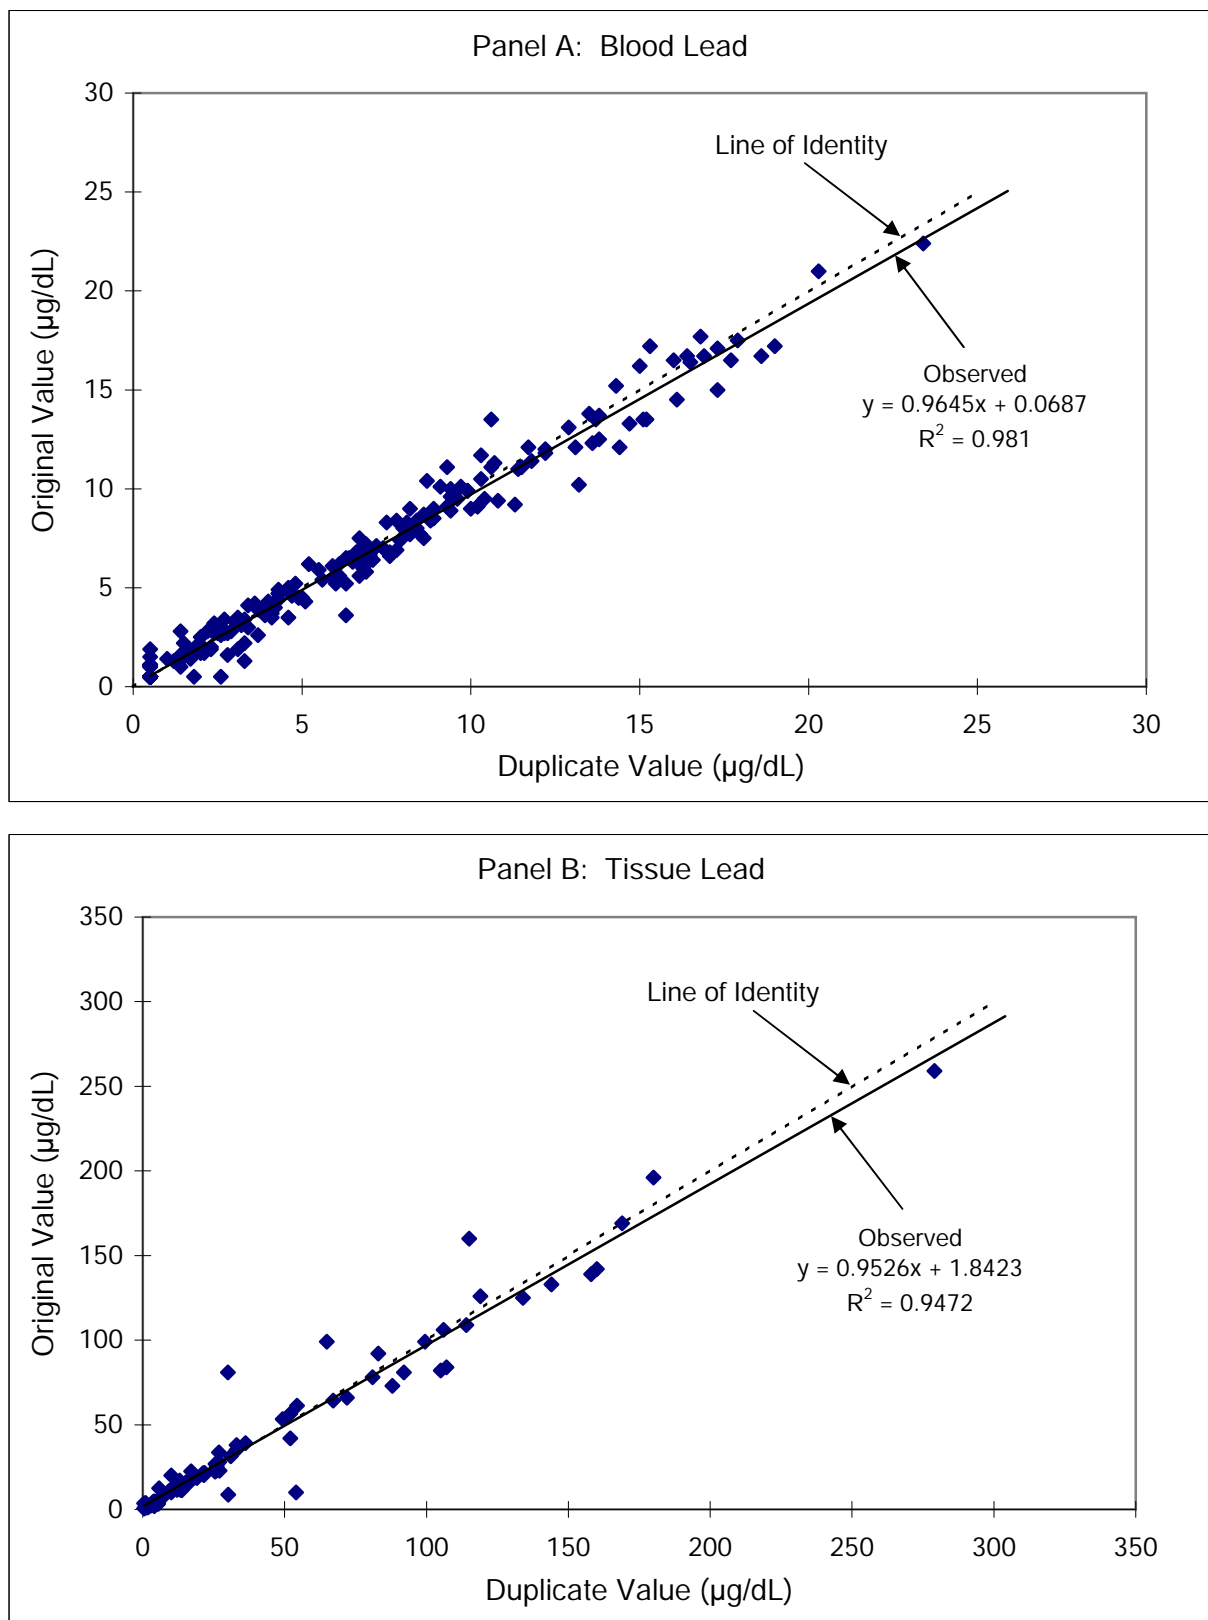 Panel A:  Blood Lead
30
25
20
15
10
5
0
Original Value (µg/dL)
Line of Identity
Observed
y = 0.9645x + 0.0687
R² = 0.981
0 5 10 15 20 25 30
Duplicate Value (µg/dL)
Panel B:  Tissue Lead
350
300
250
200
150
100
50
0
Original Value (µg/dL)
Line of Identity
Observed
y = 0.9526x + 1.8423
R² = 0.9472
0 50 100 150 200 250 300 350
Duplicate Value (µg/dL)